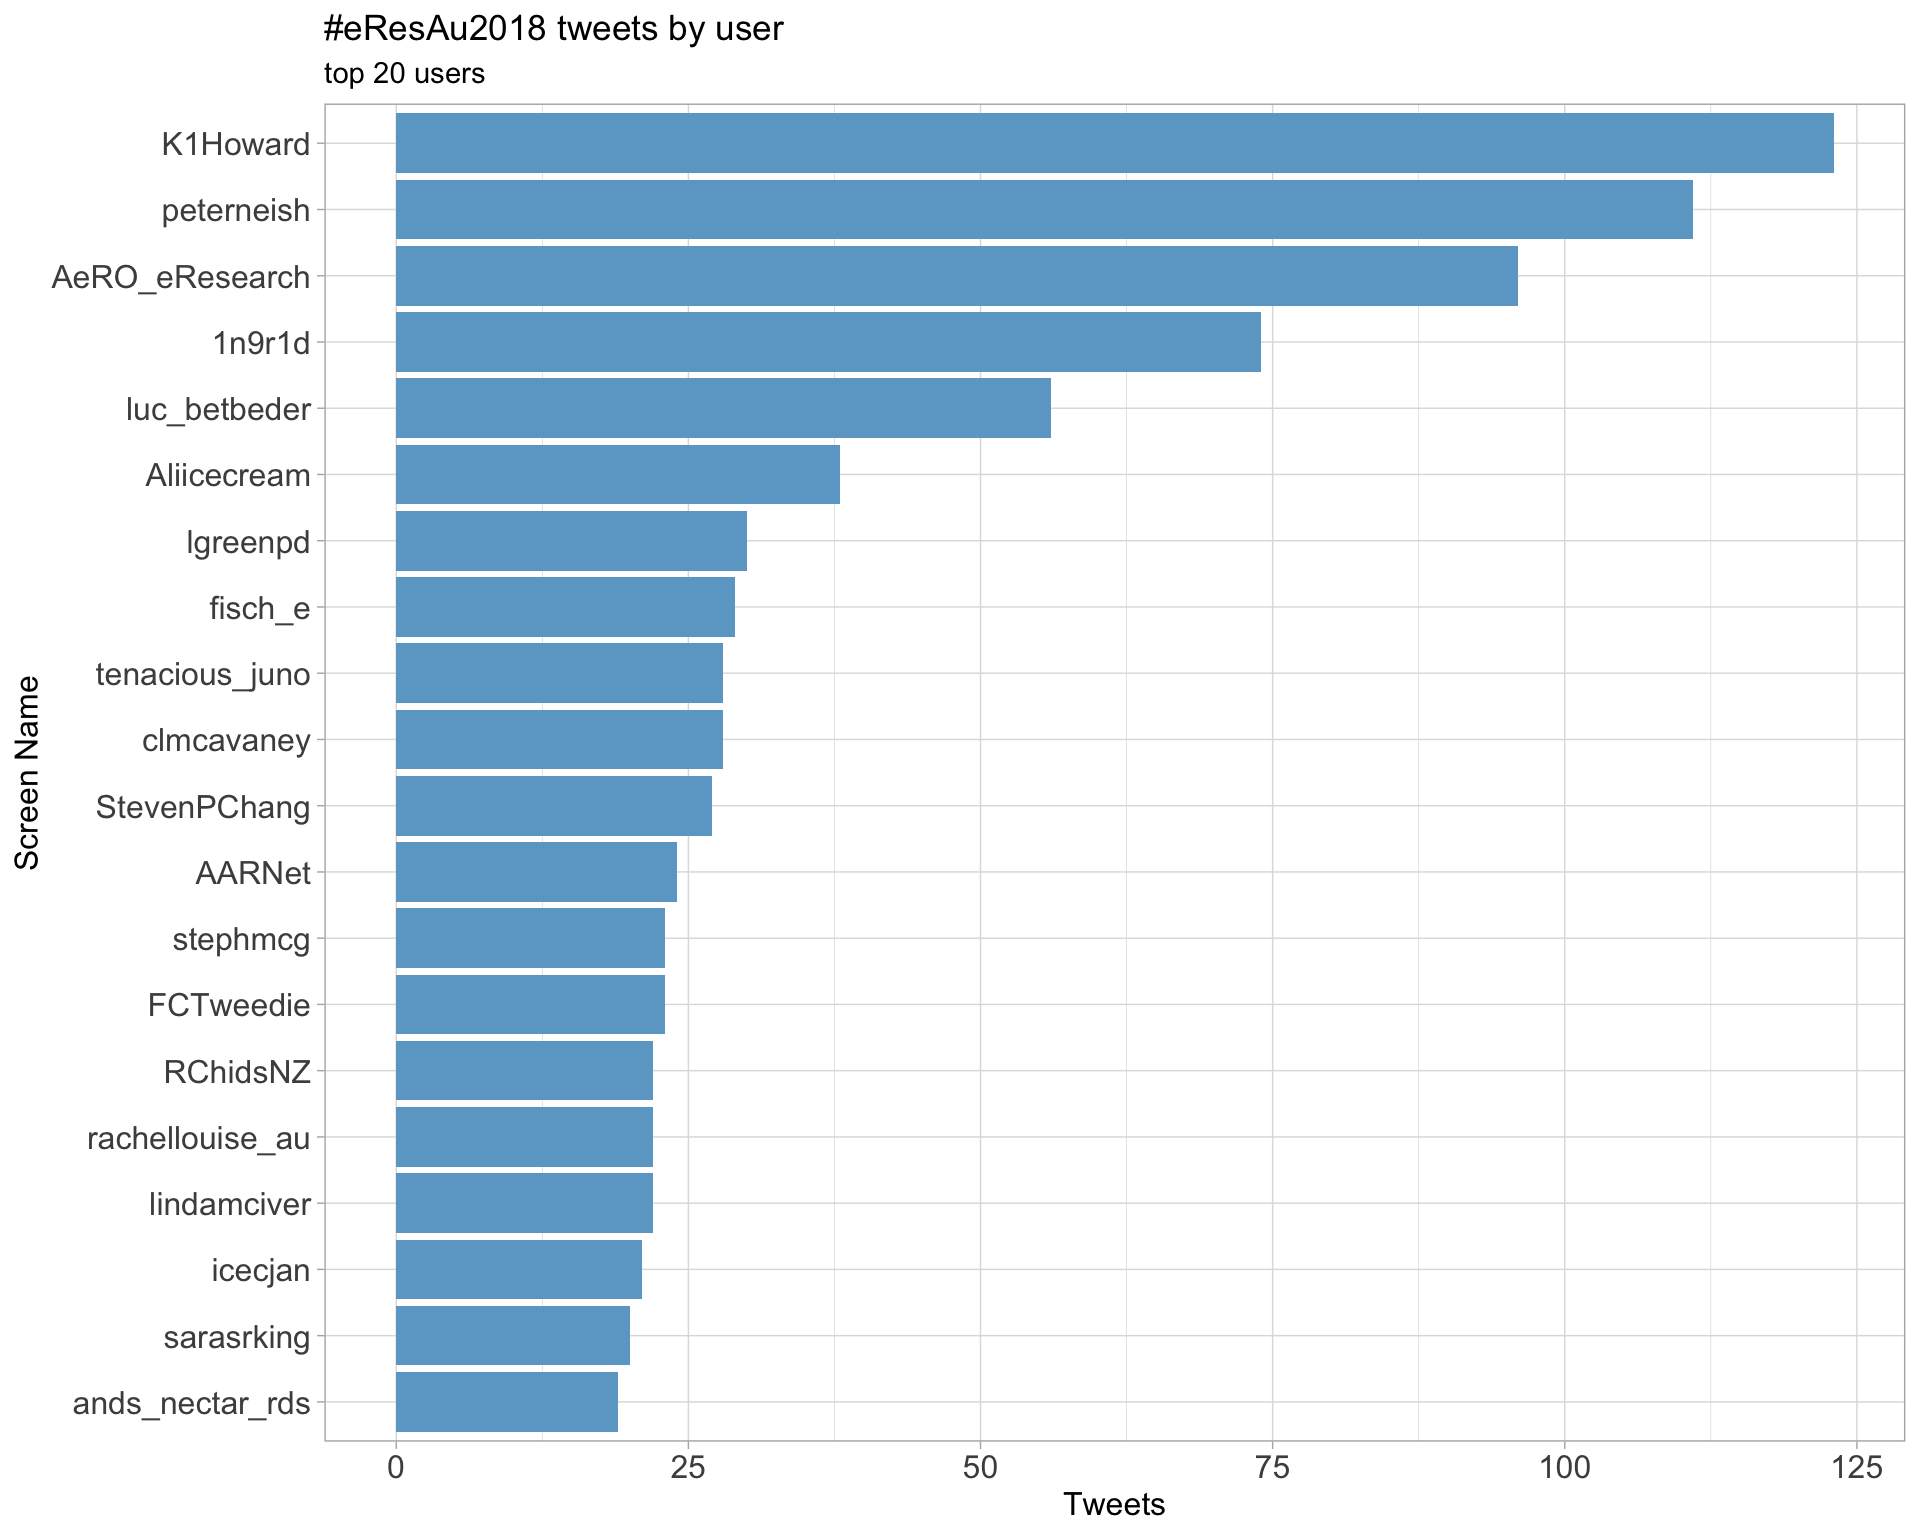 #eResAu2018 tweets by user
top 20 users
Screen Name
K1Howard
peterneish
AeRO_eResearch
1n9r1d
luc_betbeder
Aliicecream
lgreenpd
fisch_e
tenacious_juno
clmcavaney
StevenPChang
AARNet
stephmcg
FCTweedie
RChidsNZ
rachellouise_au
lindamciver
icecjan
sarasrking
ands_nectar_rds
0 25 50 75 100 125
Tweets